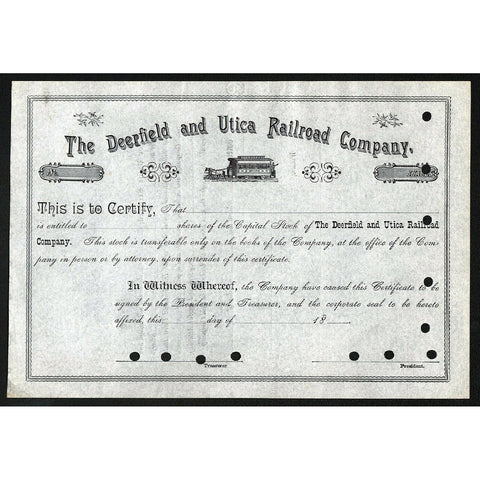 The Deerfield and Utica Railroad Company.
No.
This is to Certify, That
is entitled to shares of the Capital Stock of The Deerfield and Utica Railroad
Company. This stock is transferable only on the books of the Company, at the office of the Com
pany in person or by attorney, upon surrender of this certificate.
In Witness Whereof, the Company have caused this Certificate to be
signed by the President and Treasurer, and the corporate seal to be hereto
affixed, this day of 18
Treasurer President.